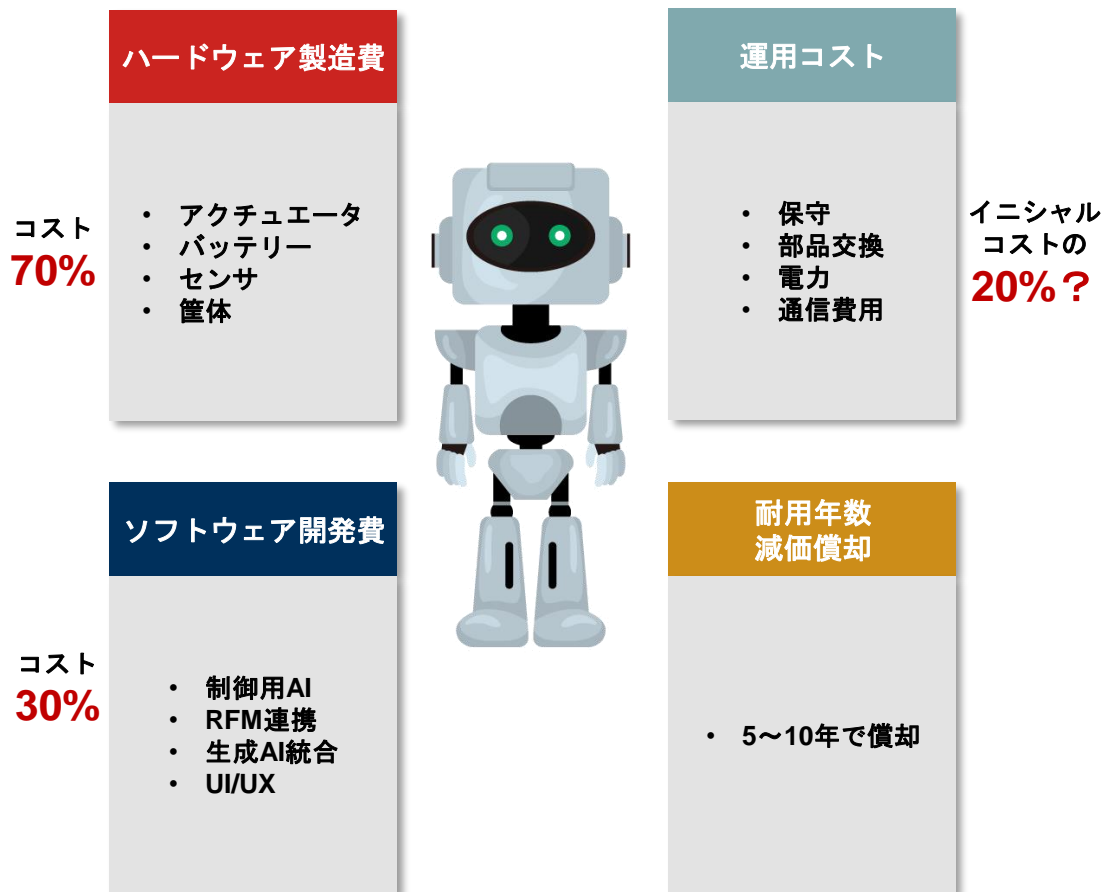 ハードウェア製造費
コスト
70%
・ アクチュエータ
・ バッテリー
・ センサ
・ 筐体
運用コスト
・ 保守
・ 部品交換
・ 電力
・ 通信費用
イニシャル
コストの
20%？
ソフトウェア開発費
コスト
30%
・ 制御用AI
・ RFM連携
・ 生成AI統合
・ UI/UX
耐用年数
減価償却
・ 5～10年で償却